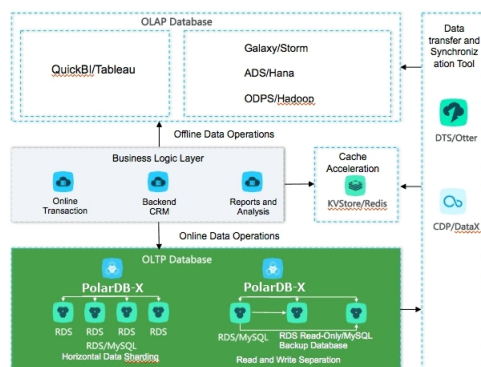 OLAP Database
QuickBI/Tableau
Galaxy/Storm
ADS/Hana
ODPS/Hadoop
Data
transfer and
Synchroniz
ation Tool
DTS/Otter
CDP/DataX
Offline Data Operations
Business Logic Layer
Online
Transaction
Backend
CRM
Reports and
Analysis
Cache
Acceleration
KVStore/Redis
Online Data Operations
OLTP Database
PolarDB-X
RDS
RDS
RDS
RDS
RDS/MySQL
Horizontal Data Sharding
PolarDB-X
RDS/MySQL
RDS Read-Only/MySQL
Backup Database
Read and Write Separation